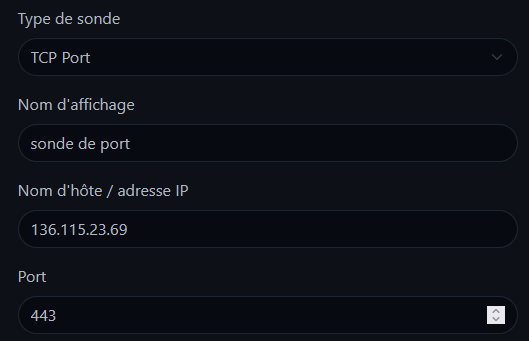 Type de sonde
TCP Port
Nom d'affichage
sonde de port
Nom d'hôte / adresse IP
136.115.23.69
Port
443